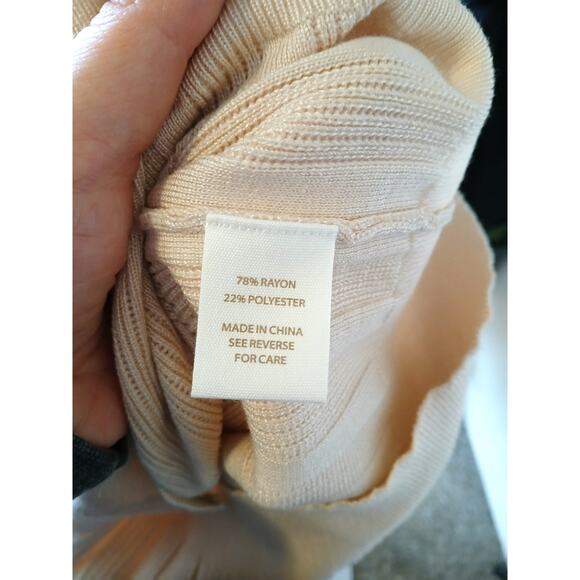 78% RAYON
22% POLYESTER
MADE IN CHINA
SEE REVERSE
FOR CARE